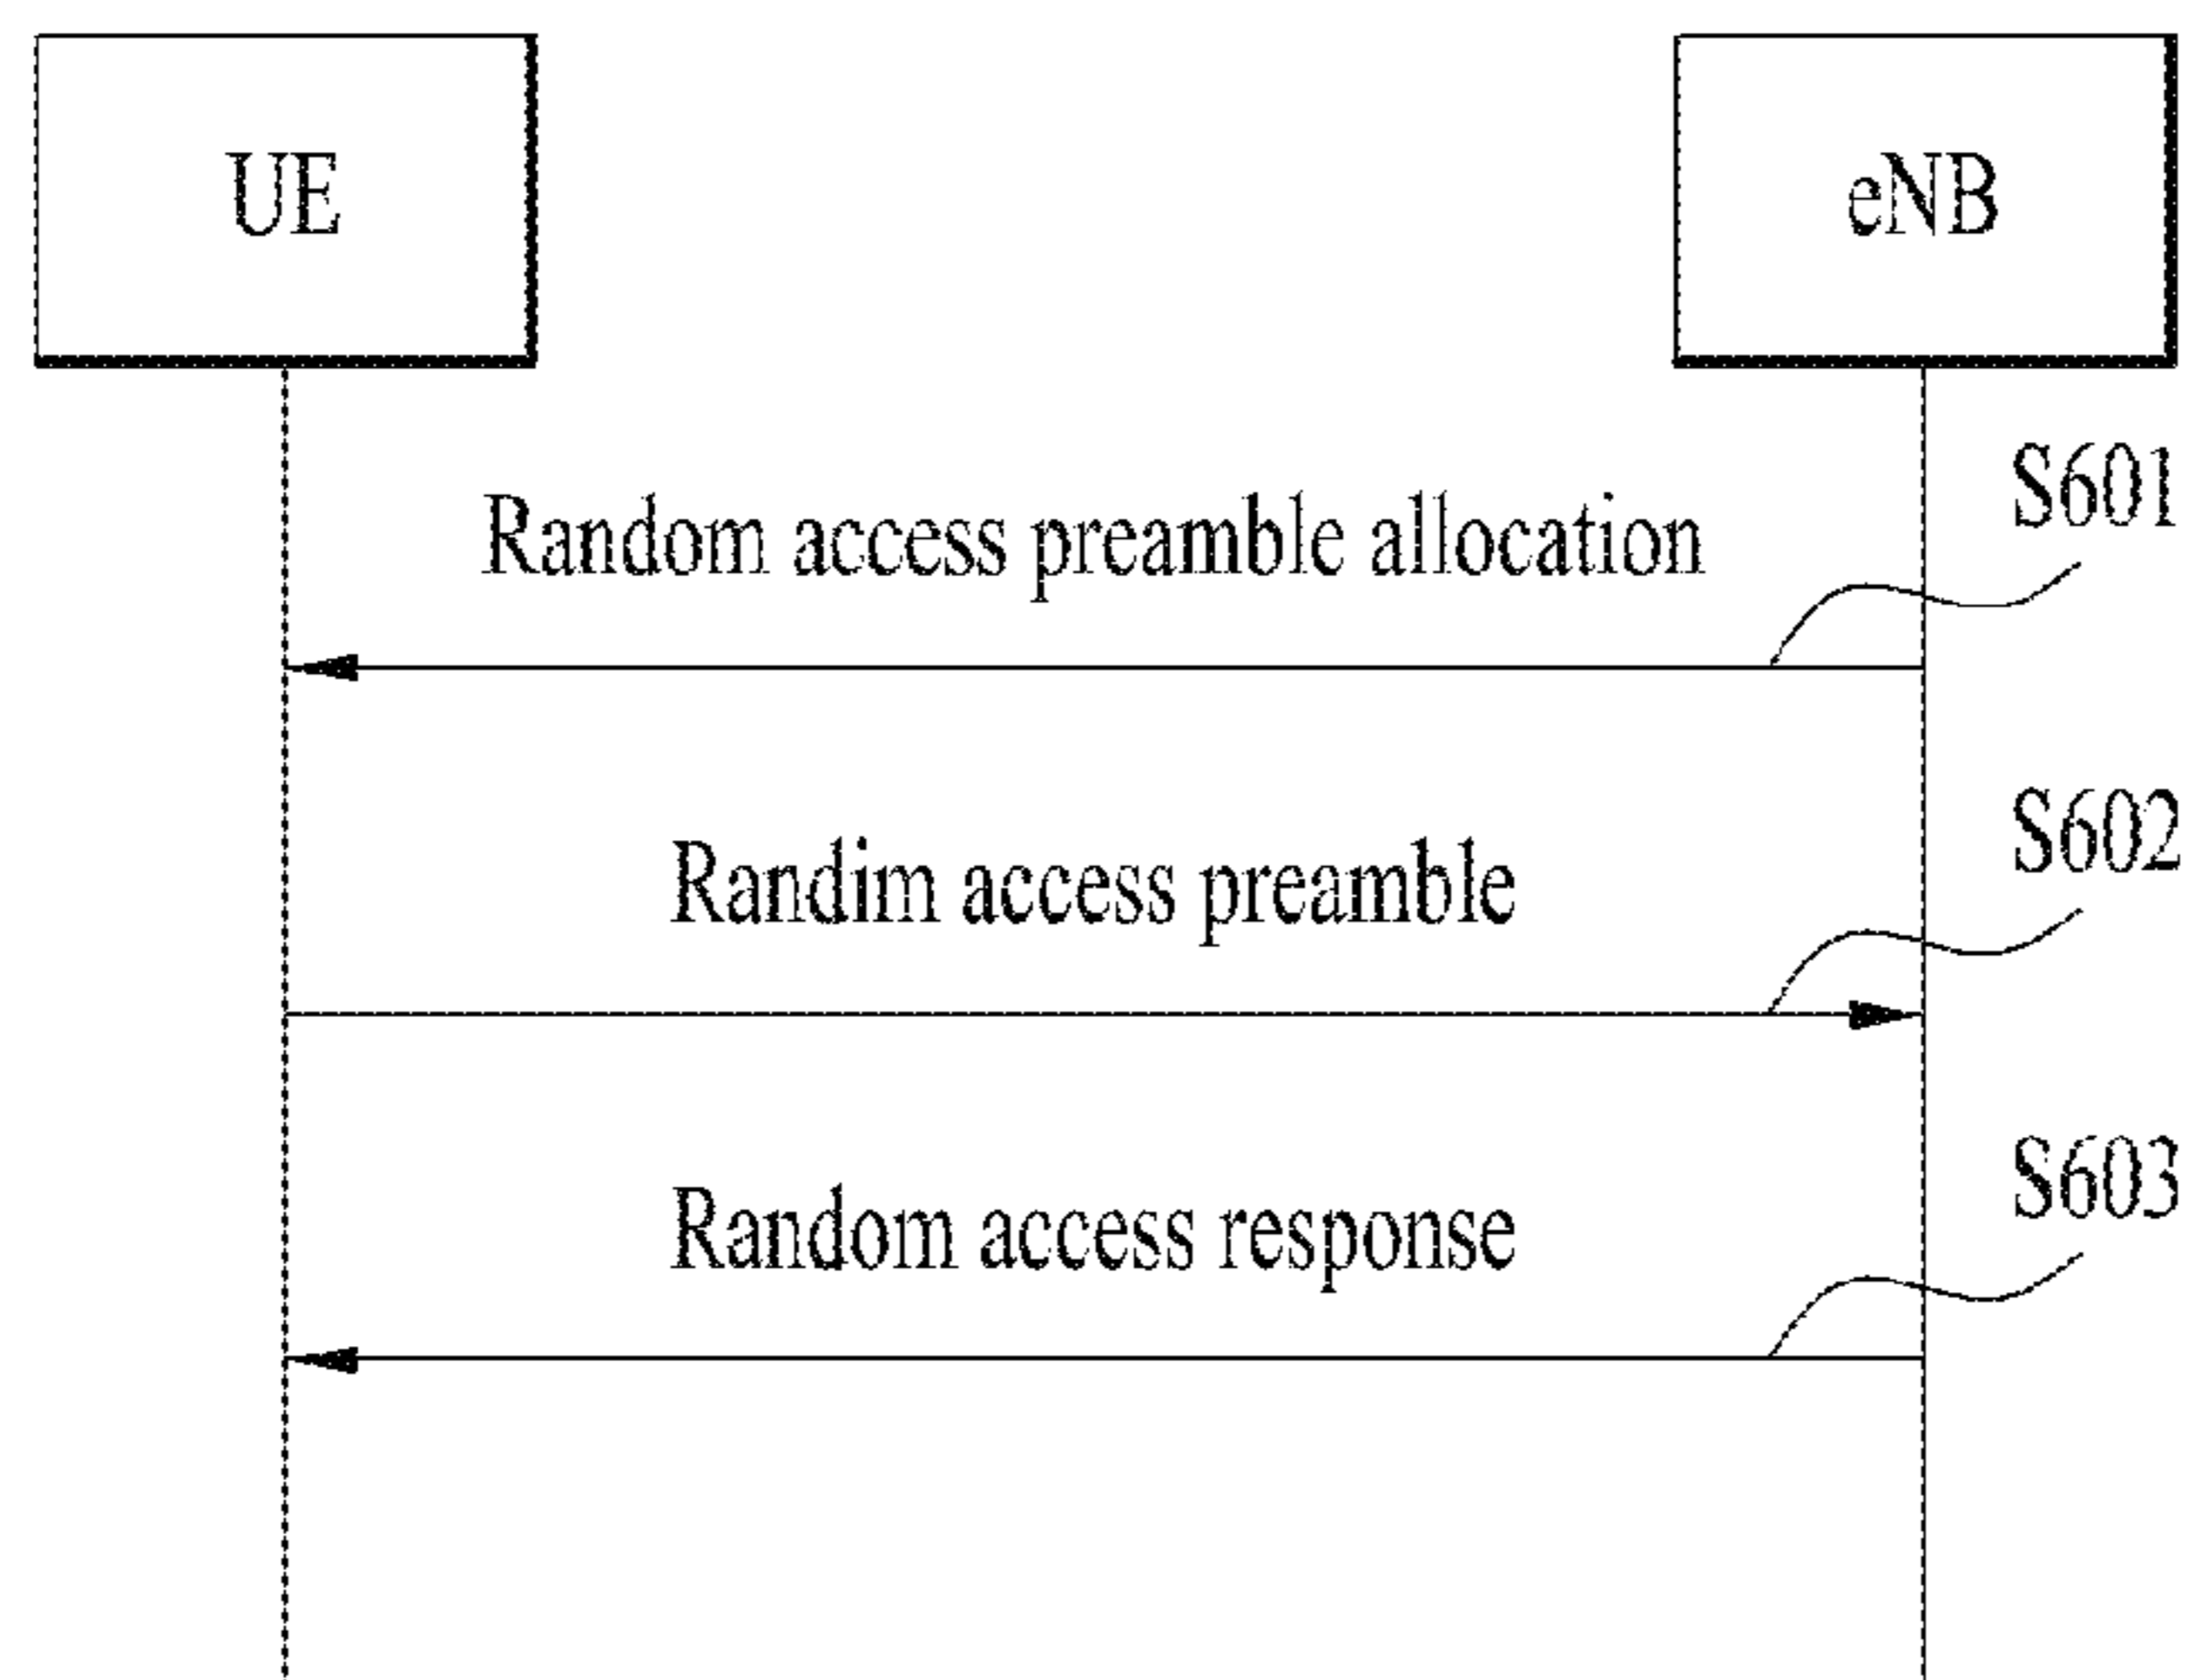 UE
eNB
S601
Random access preamble allocation
S602
Randim access preamble
S603
Random access response